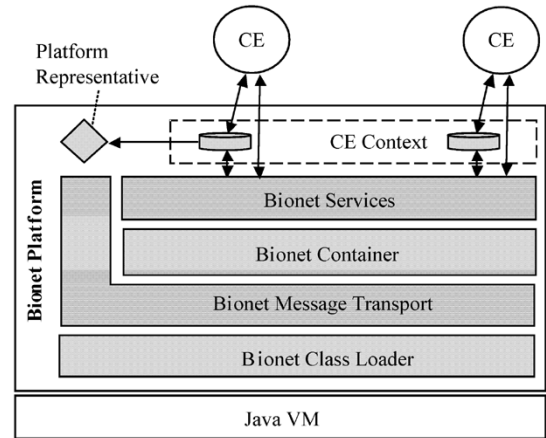 CE
CE
Platform
Representative
CE Context
Bionet Platform
Bionet Services
Bionet Container
Bionet Message Transport
Bionet Class Loader
Java VM